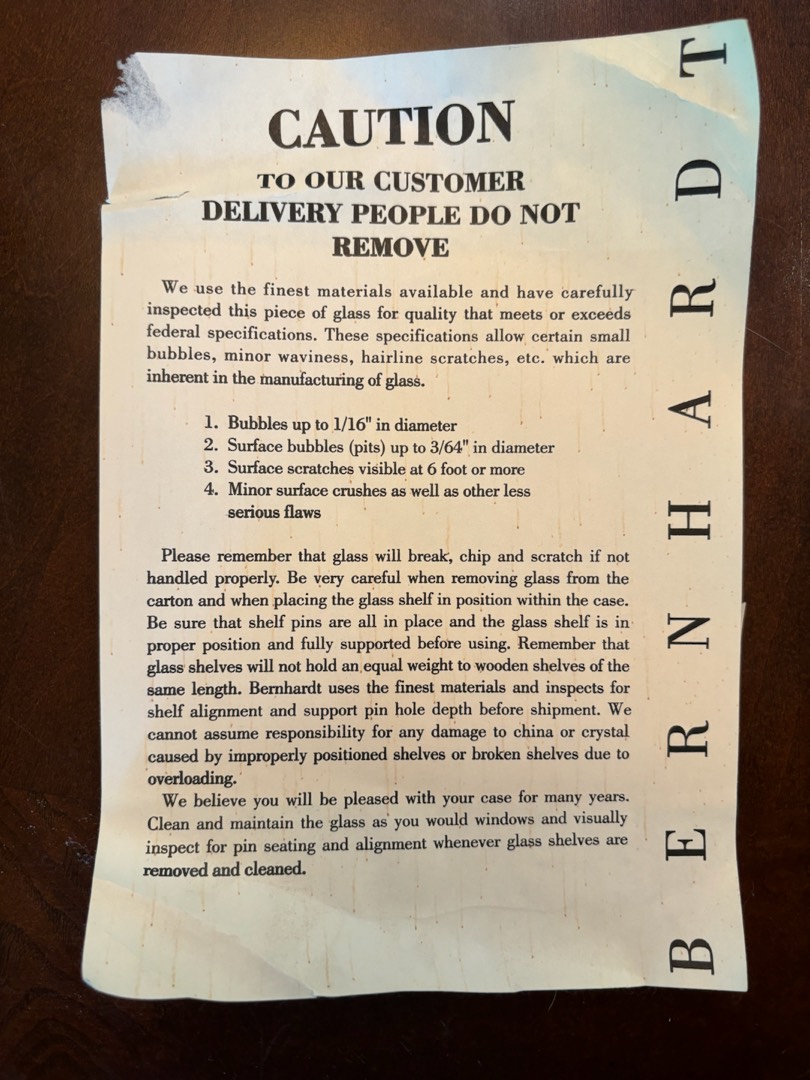 CAUTION
TO OUR CUSTOMER
DELIVERY PEOPLE DO NOT
REMOVE
We use the finest materials available and have carefully
inspected this piece of glass for quality that meets or exceeds
federal specifications. These specifications allow certain small
bubbles, minor waviness, hairline scratches, etc. which are
inherent in the manufacturing of glass.
1. Bubbles up to 1/16" in diameter
2. Surface bubbles (pits) up to 3/64" in diameter
3. Surface scratches visible at 6 foot or more
4. Minor surface crushes as well as other less
serious flaws
Please remember that glass will break, chip and scratch if not
handled properly. Be very careful when removing glass from the
carton and when placing the glass shelf in position within the case.
Be sure that shelf pins are all in place and the glass shelf is in
proper position and fully supported before using. Remember that
glass shelves will not hold an equal weight to wooden shelves of the
same length. Bernhardt uses the finest materials and inspects for
shelf alignment and support pin hole depth before shipment. We
cannot assume responsibility for any damage to china or crystal
caused by improperly positioned shelves or broken shelves due to
overloading.
We believe you will be pleased with your case for many years.
Clean and maintain the glass as you would windows and visually
inspect for pin seating and alignment whenever glass shelves are
removed and cleaned.
BERNHARDT